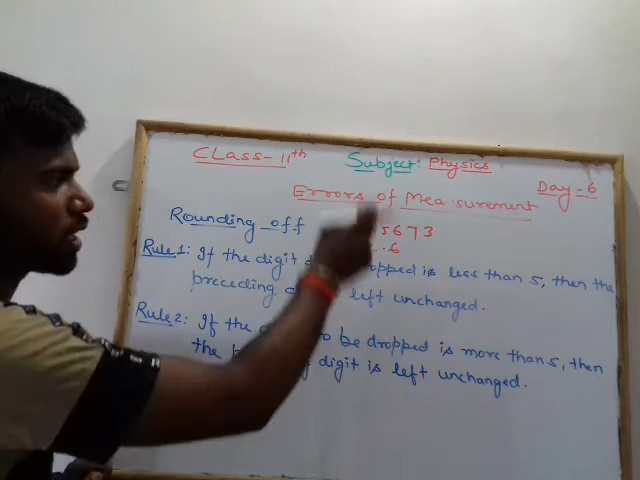 Class-11th Subject: Physics
Day-6
Errors of Measurement
Rounding off 5673
.6
Rule 1: If the digit dropped is less than 5, then the
preceding left unchanged.
Rule 2: If the to be dropped is more than 5, then
the digit is left unchanged.